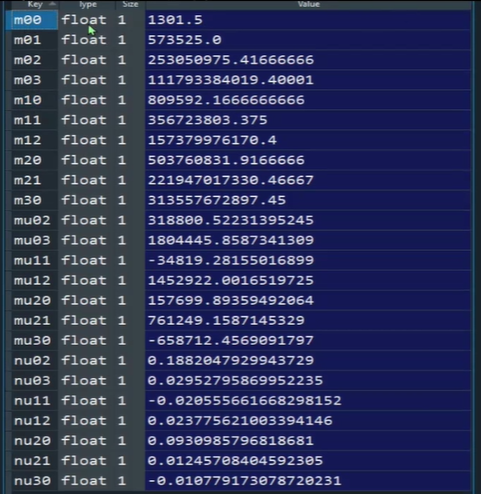 Key Type Size Value
m00 float 1 1301.5
m01 float 1 573525.0
m02 float 1 253050975.41666666
m03 float 1 111793384019.40001
m10 float 1 809592.1666666666
m11 float 1 356723803.375
m12 float 1 157379976170.4
m20 float 1 503760831.9166666
m21 float 1 221947017330.46667
m30 float 1 313557672897.45
mu02 float 1 318800.52231395245
mu03 float 1 1804445.8587341309
mu11 float 1 -34819.28155016899
mu12 float 1 1452922.0016519725
mu20 float 1 157699.89359492064
mu21 float 1 761249.1587145329
mu30 float 1 -658712.4569091797
nu02 float 1 0.1882047929943729
nu03 float 1 0.02952795869952235
nu11 float 1 -0.0205556661668298152
nu12 float 1 0.023775621003394146
nu20 float 1 0.0930985796818681
nu21 float 1 0.01245708404592305
nu30 float 1 -0.010779173078720231